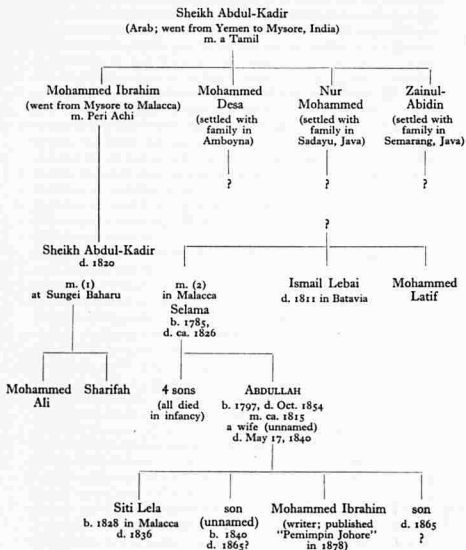 Sheikh Abdul-Kadir
(Arab; went from Yemen to Mysore, India)
m. a Tamil
Mohammed Ibrahim
(went from Mysore to Malacca)
m. Peri Achi
Mohammed
Desa
(settled with
family in
Amboyna)
?
Nur
Mohammed
(settled with
family in
Sadayu, Java)
?
Zainul-
Abidin
(settled with
family in
Semarang, Java)
?
?
Sheikh Abdul-Kadir
d. 1820
m. (1)
at Sungei Baharu
m. (2)
in Malacca
Selama
b. 1785,
d. ca. 1826
Ismail Lebai
d. 1811 in Batavia
Mohammed
Latif
Mohammed
Ali
Sharifah
4 sons
(all died
in infancy)
ABDULLAH
b. 1797, d. Oct. 1854
m. ca. 1815
a wife (unnamed)
d. May 17, 1840
Siti Lela
b. 1828 in Malacca
d. 1836
son
(unnamed)
b. 1840
d. 1865?
Mohammed Ibrahim
(writer; published
"Pemimpin Johore"
in 1878)
son
d. 1865
?